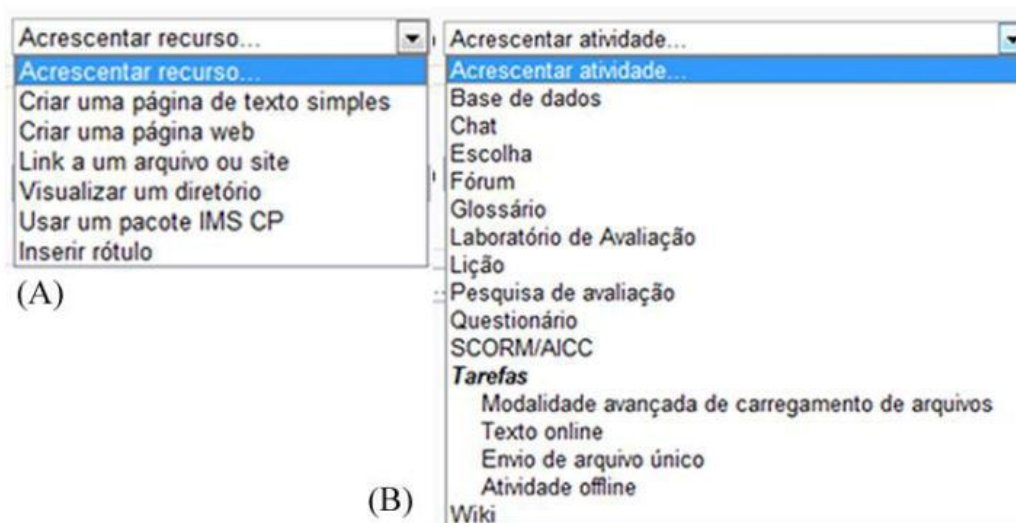 Acrescentar recurso...
Acrescentar recurso...
Criar uma página de texto simples
Criar uma página web
Link a um arquivo ou site
Visualizar um diretório
Usar um pacote IMS CP
Inserir rótulo
(A)
Acrescentar atividade...
Acrescentar atividade...
Base de dados
Chat
Escolha
Fórum
Glossário
Laboratório de Avaliação
Lição
Pesquisa de avaliação
Questionário
SCORM/AICC
Tarefas
Modalidade avançada de carregamento de arquivos
Texto online
Envio de arquivo único
Atividade offline
Wiki
(B)